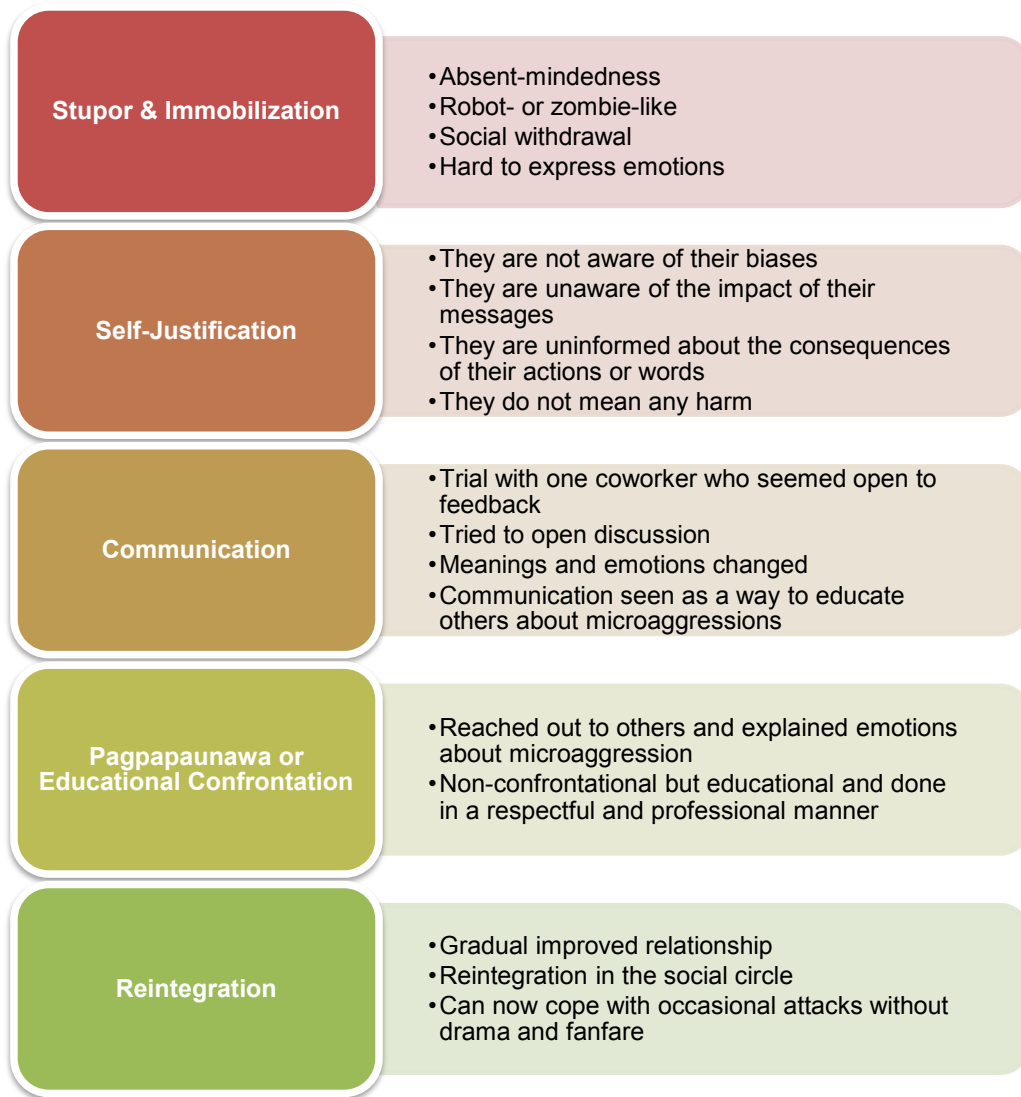 Stupor & Immobilization
•Absent-mindedness
•Robot- or zombie-like
•Social withdrawal
•Hard to express emotions
Self-Justification
•They are not aware of their biases
•They are unaware of the impact of their
messages
•They are uninformed about the consequences
of their actions or words
•They do not mean any harm
Communication
•Trial with one coworker who seemed open to
feedback
•Tried to open discussion
•Meanings and emotions changed
•Communication seen as a way to educate
others about microaggressions
Pagpapaunawa or
Educational Confrontation
•Reached out to others and explained emotions
about microaggression
•Non-confrontational but educational and done
in a respectful and professional manner
Reintegration
•Gradual improved relationship
•Reintegration in the social circle
•Can now cope with occasional attacks without
drama and fanfare